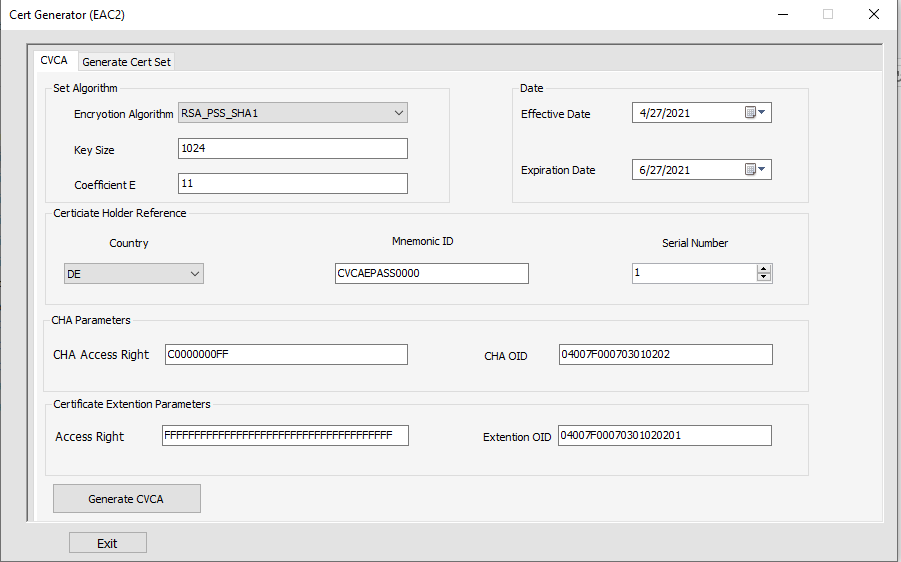 Cert Generator (EAC2)
CVCA Generate Cert Set
Set Algorithm
Encryotion Algorithm RSA_PSS_SHA1
Key Size 1024
Coefficient E 11
Date
Effective Date 4/27/2021
Expiration Date 6/27/2021
Certiciate Holder Reference
Country Mnemonic ID Serial Number
DE CVCAEPASS0000 1
CHA Parameters
CHA Access Right C0000000FF CHA OID 04007F000703010202
Certificate Extention Parameters
Access Right FFFFFFFFFFFFFFFFFFFFFFFFFFFFFFFFFFFFFF Extention OID 04007F00070301020201
Generate CVCA
Exit